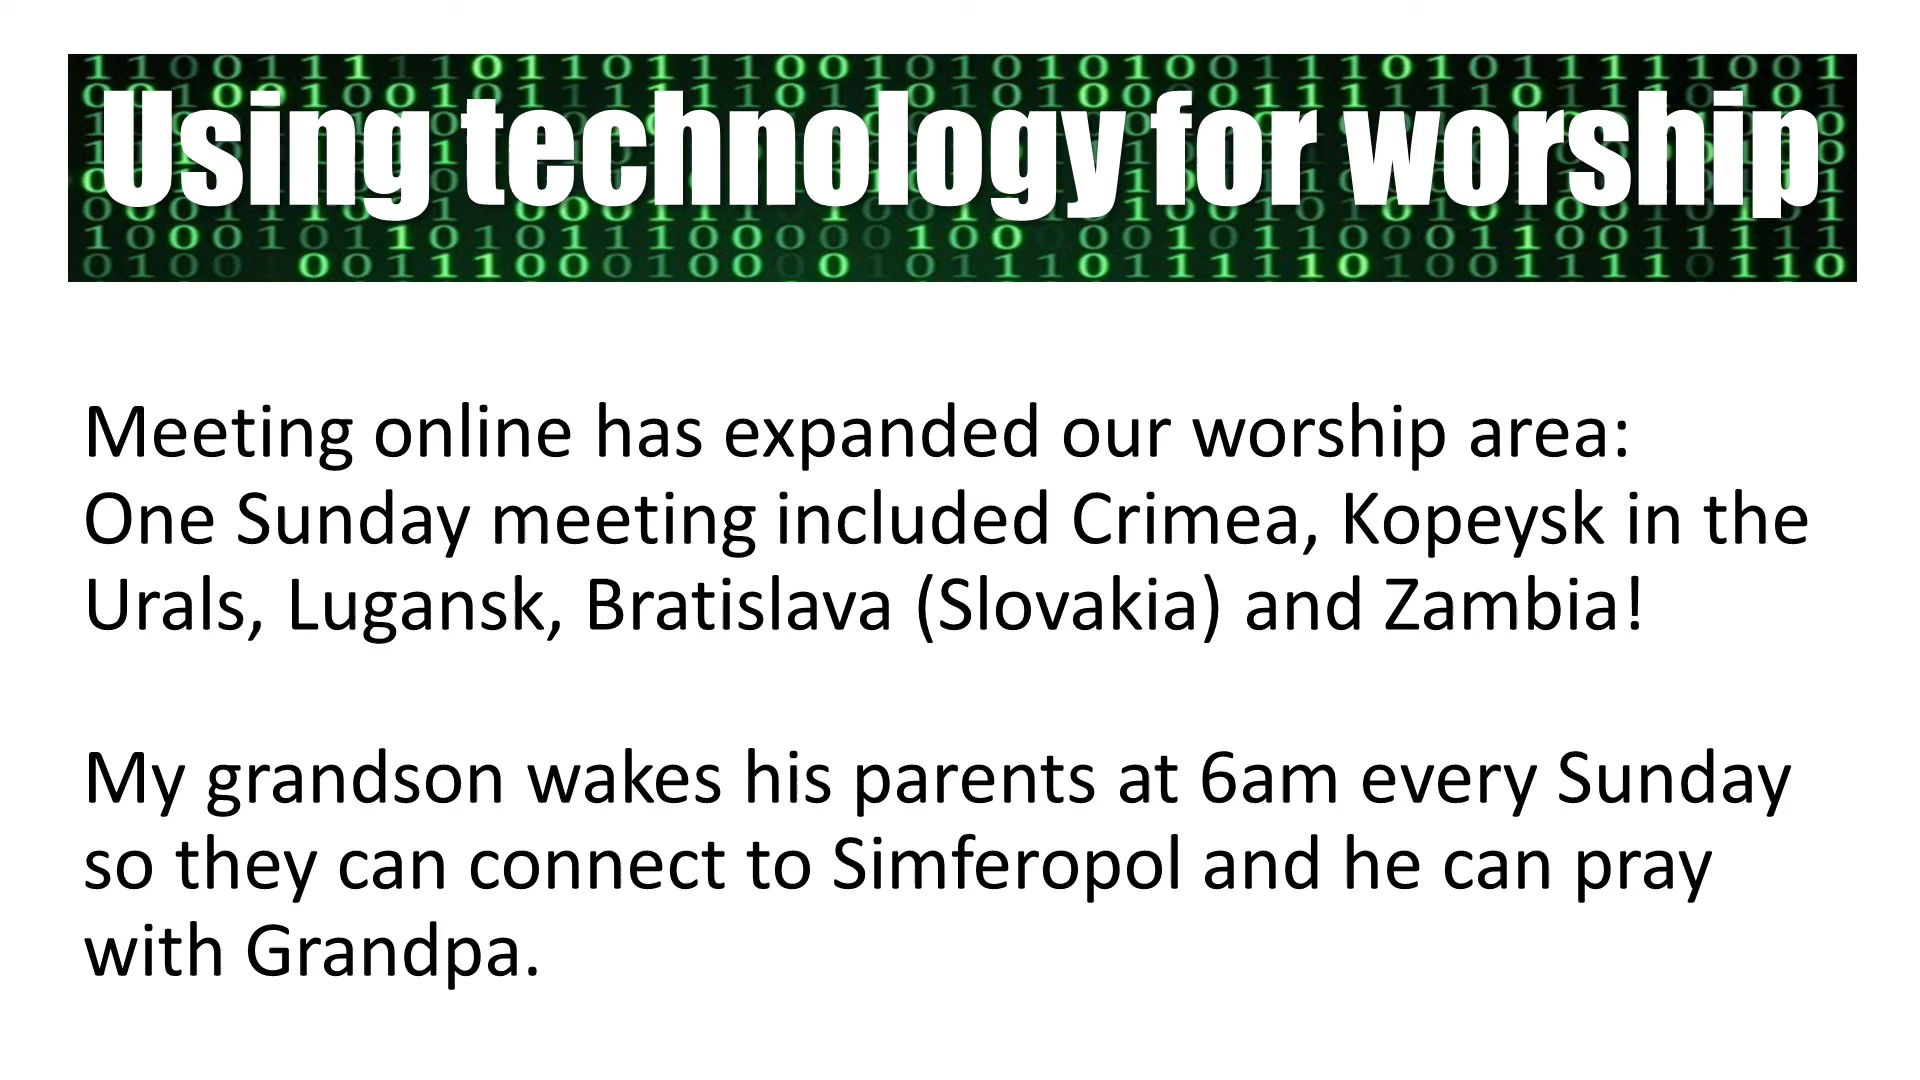 Using technology for worship
Meeting online has expanded our worship area:
One Sunday meeting included Crimea, Kopeysk in the
Urals, Lugansk, Bratislava (Slovakia) and Zambia!
My grandson wakes his parents at 6am every Sunday
so they can connect to Simferopol and he can pray
with Grandpa.